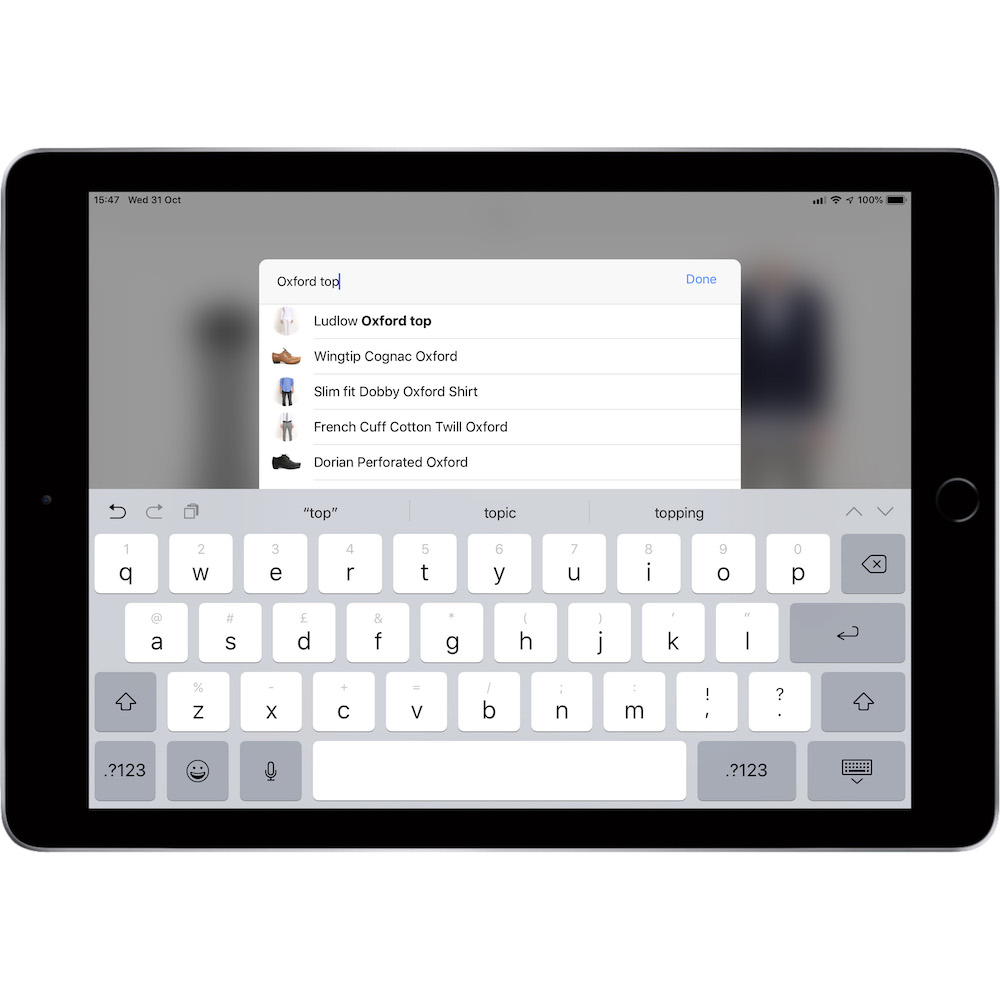 15:47 Wed 31 Oct 100%
Oxford top Done
Ludlow Oxford top
Wingtip Cognac Oxford
Slim fit Dobby Oxford Shirt
French Cuff Cotton Twill Oxford
Dorian Perforated Oxford
“top” topic topping
1 2 3 4 5 6 7 8 9 0
q w e r t y u i o p
@ # £ & * ( ) ‘ “
a s d f g h j k l
% - + = / ; : ! ?
z x c v b n m , .
.?123 .?123